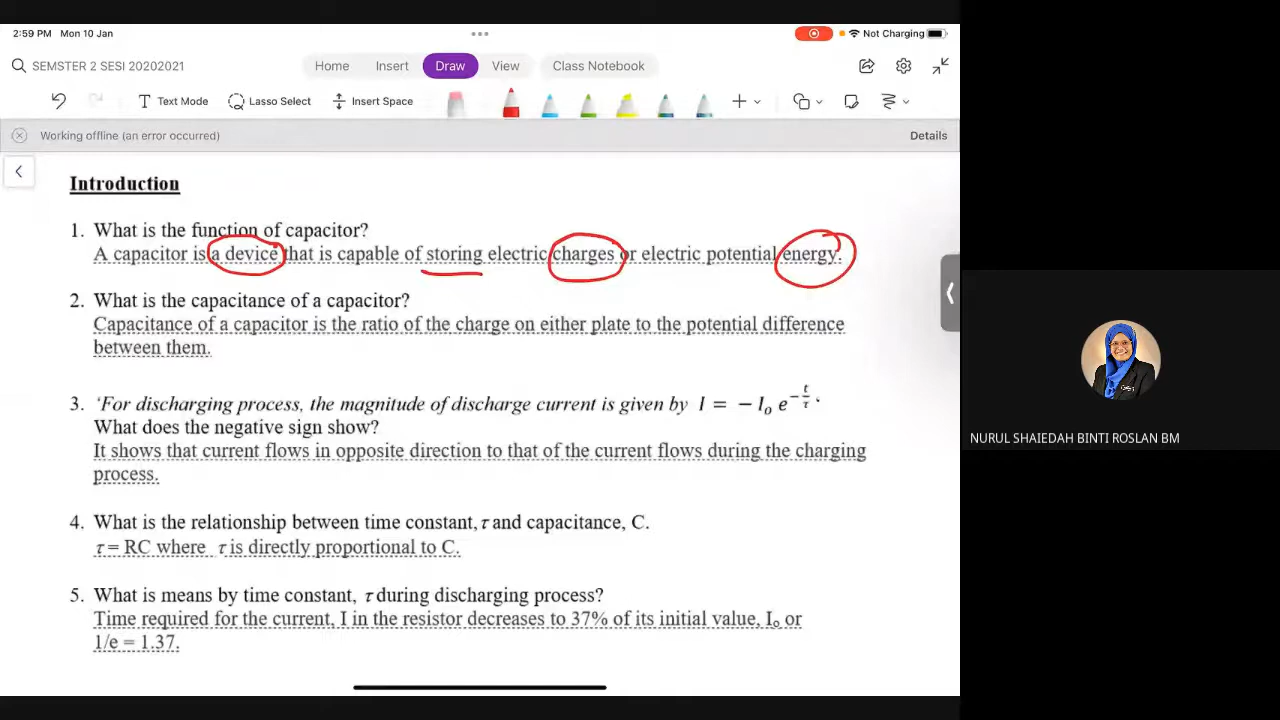 2:59 PM Mon 10 Jan
Not Charging
SEMSTER 2 SESI 20202021
Home Insert Draw View Class Notebook
Text Mode Lasso Select Insert Space
Working offline (an error occurred) Details
Introduction
1. What is the function of capacitor?
A capacitor is a device that is capable of storing electric charges or electric potential energy.
2. What is the capacitance of a capacitor?
Capacitance of a capacitor is the ratio of the charge on either plate to the potential difference
between them.
3. 'For discharging process, the magnitude of discharge current is given by I = − Iₒ e^(−t/τ).
What does the negative sign show?
It shows that current flows in opposite direction to that of the current flows during the charging
process.
4. What is the relationship between time constant, τ and capacitance, C.
τ = RC where τ is directly proportional to C.
5. What is means by time constant, τ during discharging process?
Time required for the current, I in the resistor decreases to 37% of its initial value, Iₒ or
1/e = 1.37.
NURUL SHAIEDAH BINTI ROSLAN BM